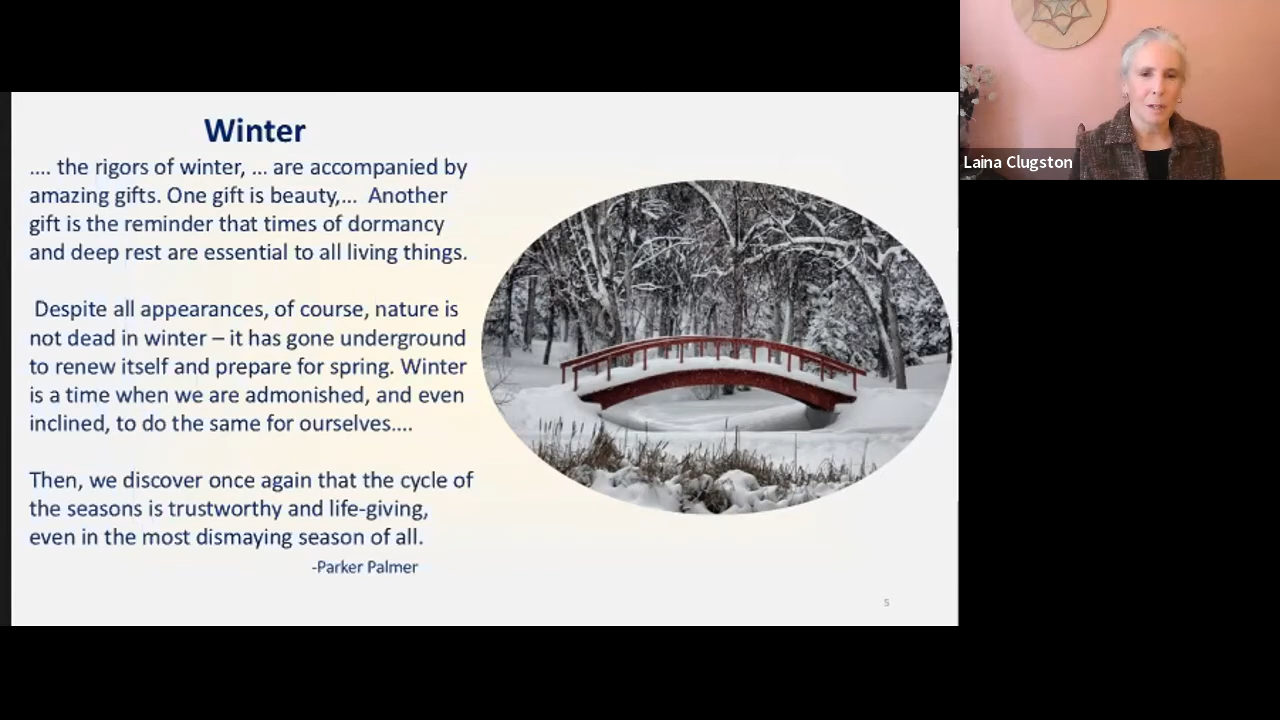 Winter
.... the rigors of winter, ... are accompanied by
amazing gifts. One gift is beauty,...  Another
gift is the reminder that times of dormancy
and deep rest are essential to all living things.
Despite all appearances, of course, nature is
not dead in winter – it has gone underground
to renew itself and prepare for spring. Winter
is a time when we are admonished, and even
inclined, to do the same for ourselves....
Then, we discover once again that the cycle of
the seasons is trustworthy and life-giving,
even in the most dismaying season of all.
-Parker Palmer
5
Laina Clugston